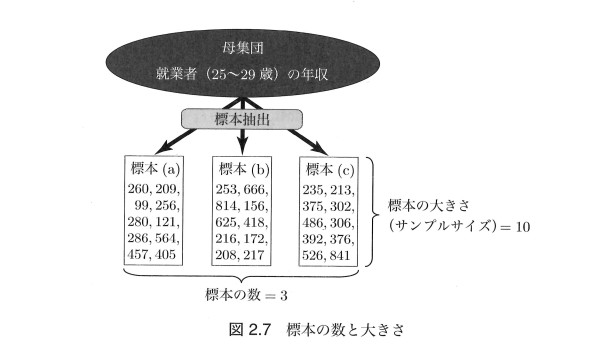 母集団
就業者（25〜29 歳）の年収
標本抽出
標本 (a)
260, 209,
99, 256,
280, 121,
286, 564,
457, 405
標本 (b)
253, 666,
814, 156,
625, 418,
216, 172,
208, 217
標本 (c)
235, 213,
375, 302,
486, 306,
392, 376,
526, 841
標本の大きさ
(サンプルサイズ) = 10
標本の数 = 3
図 2.7　標本の数と大きさ